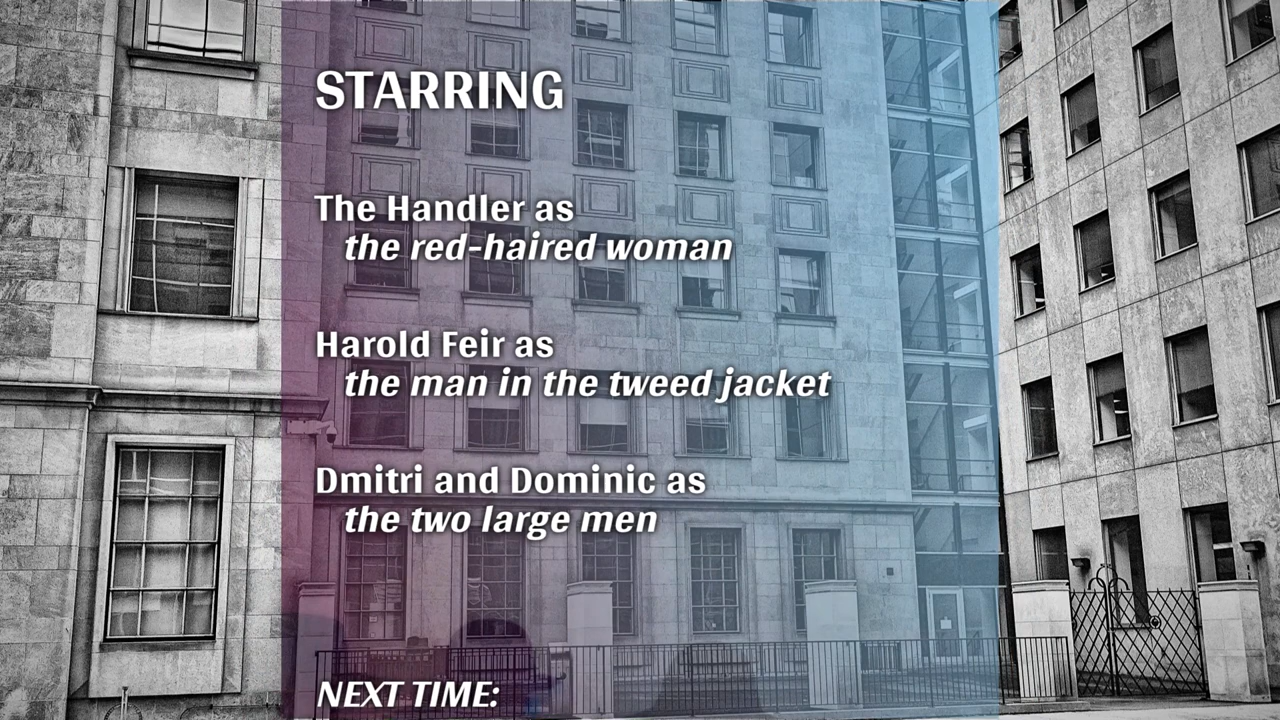 STARRING
The Handler as
the red-haired woman
Harold Feir as
the man in the tweed jacket
Dmitri and Dominic as
the two large men
NEXT TIME: